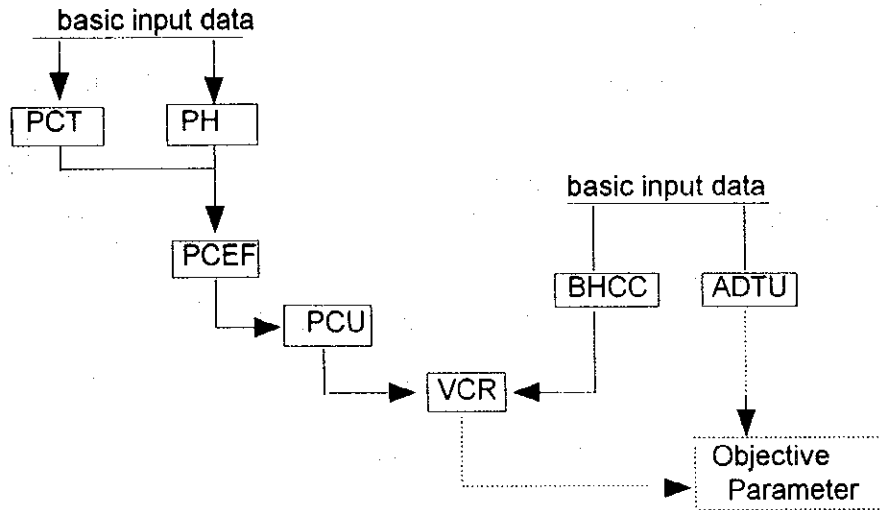 basic input data
PCT
PH
basic input data
PCEF
BHCC
ADTU
PCU
VCR
Objective
Parameter